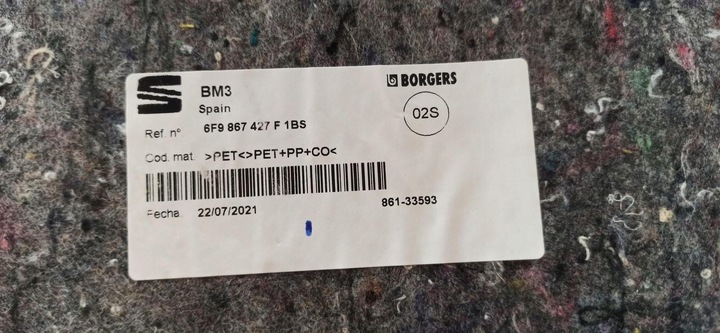 BM3
BORGERS
Spain
02S
Ref. nº 6F9 867 427 F 1BS
Cod. mat. >PET<>PET+PP+CO<
861-33593
Fecha 22/07/2021